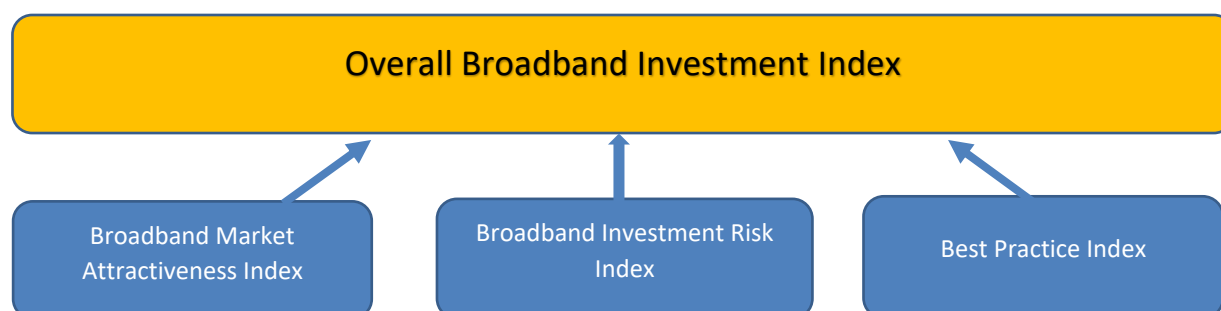 Overall Broadband Investment Index
Broadband Market
Attractiveness Index
Broadband Investment Risk
Index
Best Practice Index